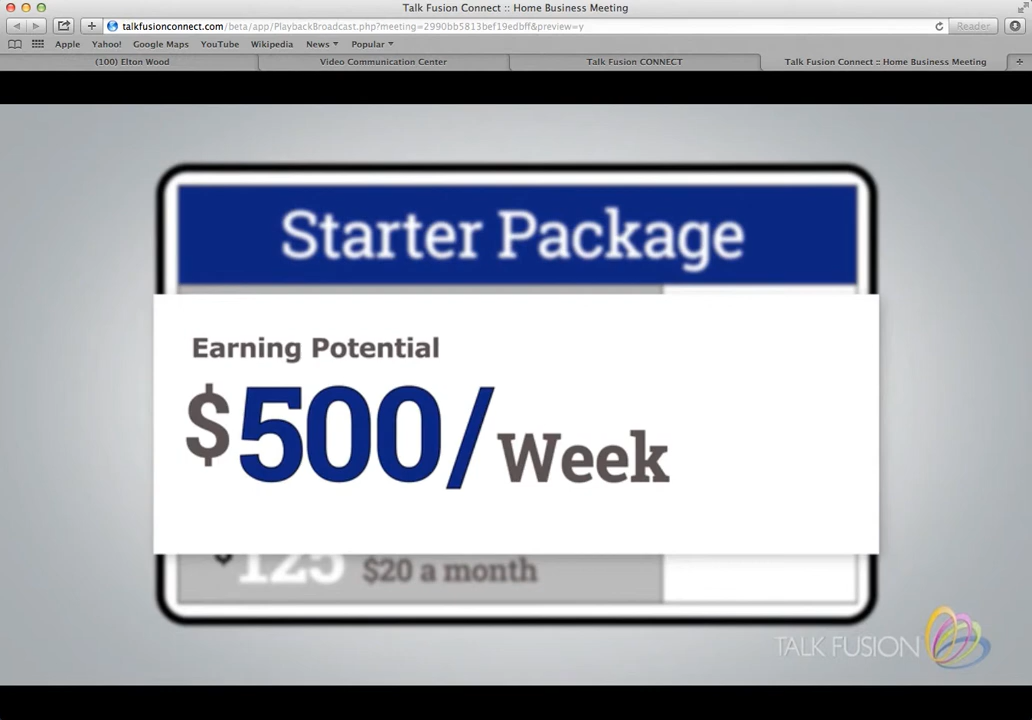 Talk Fusion Connect :: Home Business Meeting
talkfusionconnect.com/beta/app/PlaybackBroadcast.php?meeting=2990bb5813bef19edbff&preview=y
Reader
Apple Yahoo! Google Maps YouTube Wikipedia News Popular
(100) Elton Wood Video Communication Center Talk Fusion CONNECT Talk Fusion Connect :: Home Business Meeting
Starter Package
Earning Potential
$500/Week
$125 $20 a month
TALK FUSION